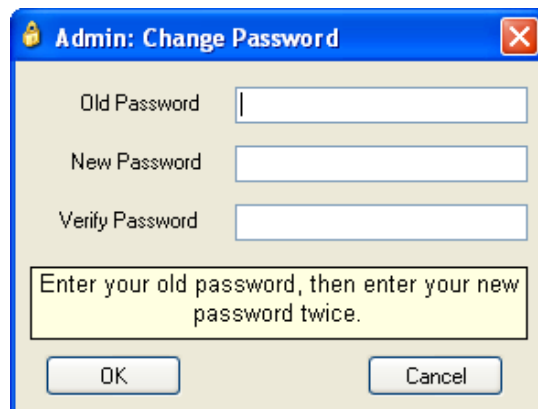 Admin: Change Password
Old Password
New Password
Verify Password
Enter your old password, then enter your new
password twice.
OK
Cancel